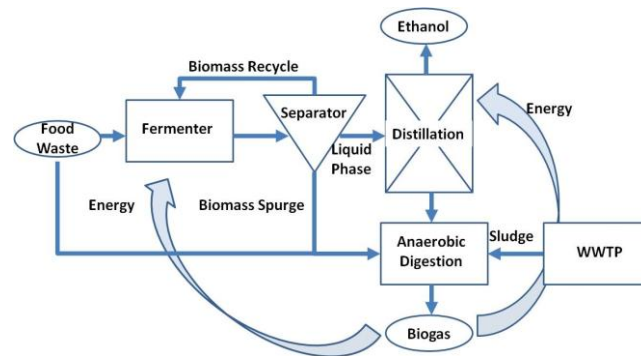 Ethanol
Biomass Recycle
Separator
Energy
Food
Waste
Fermenter
Distillation
Liquid
Phase
Energy
Biomass Spurge
Anaerobic
Digestion
Sludge
WWTP
Biogas